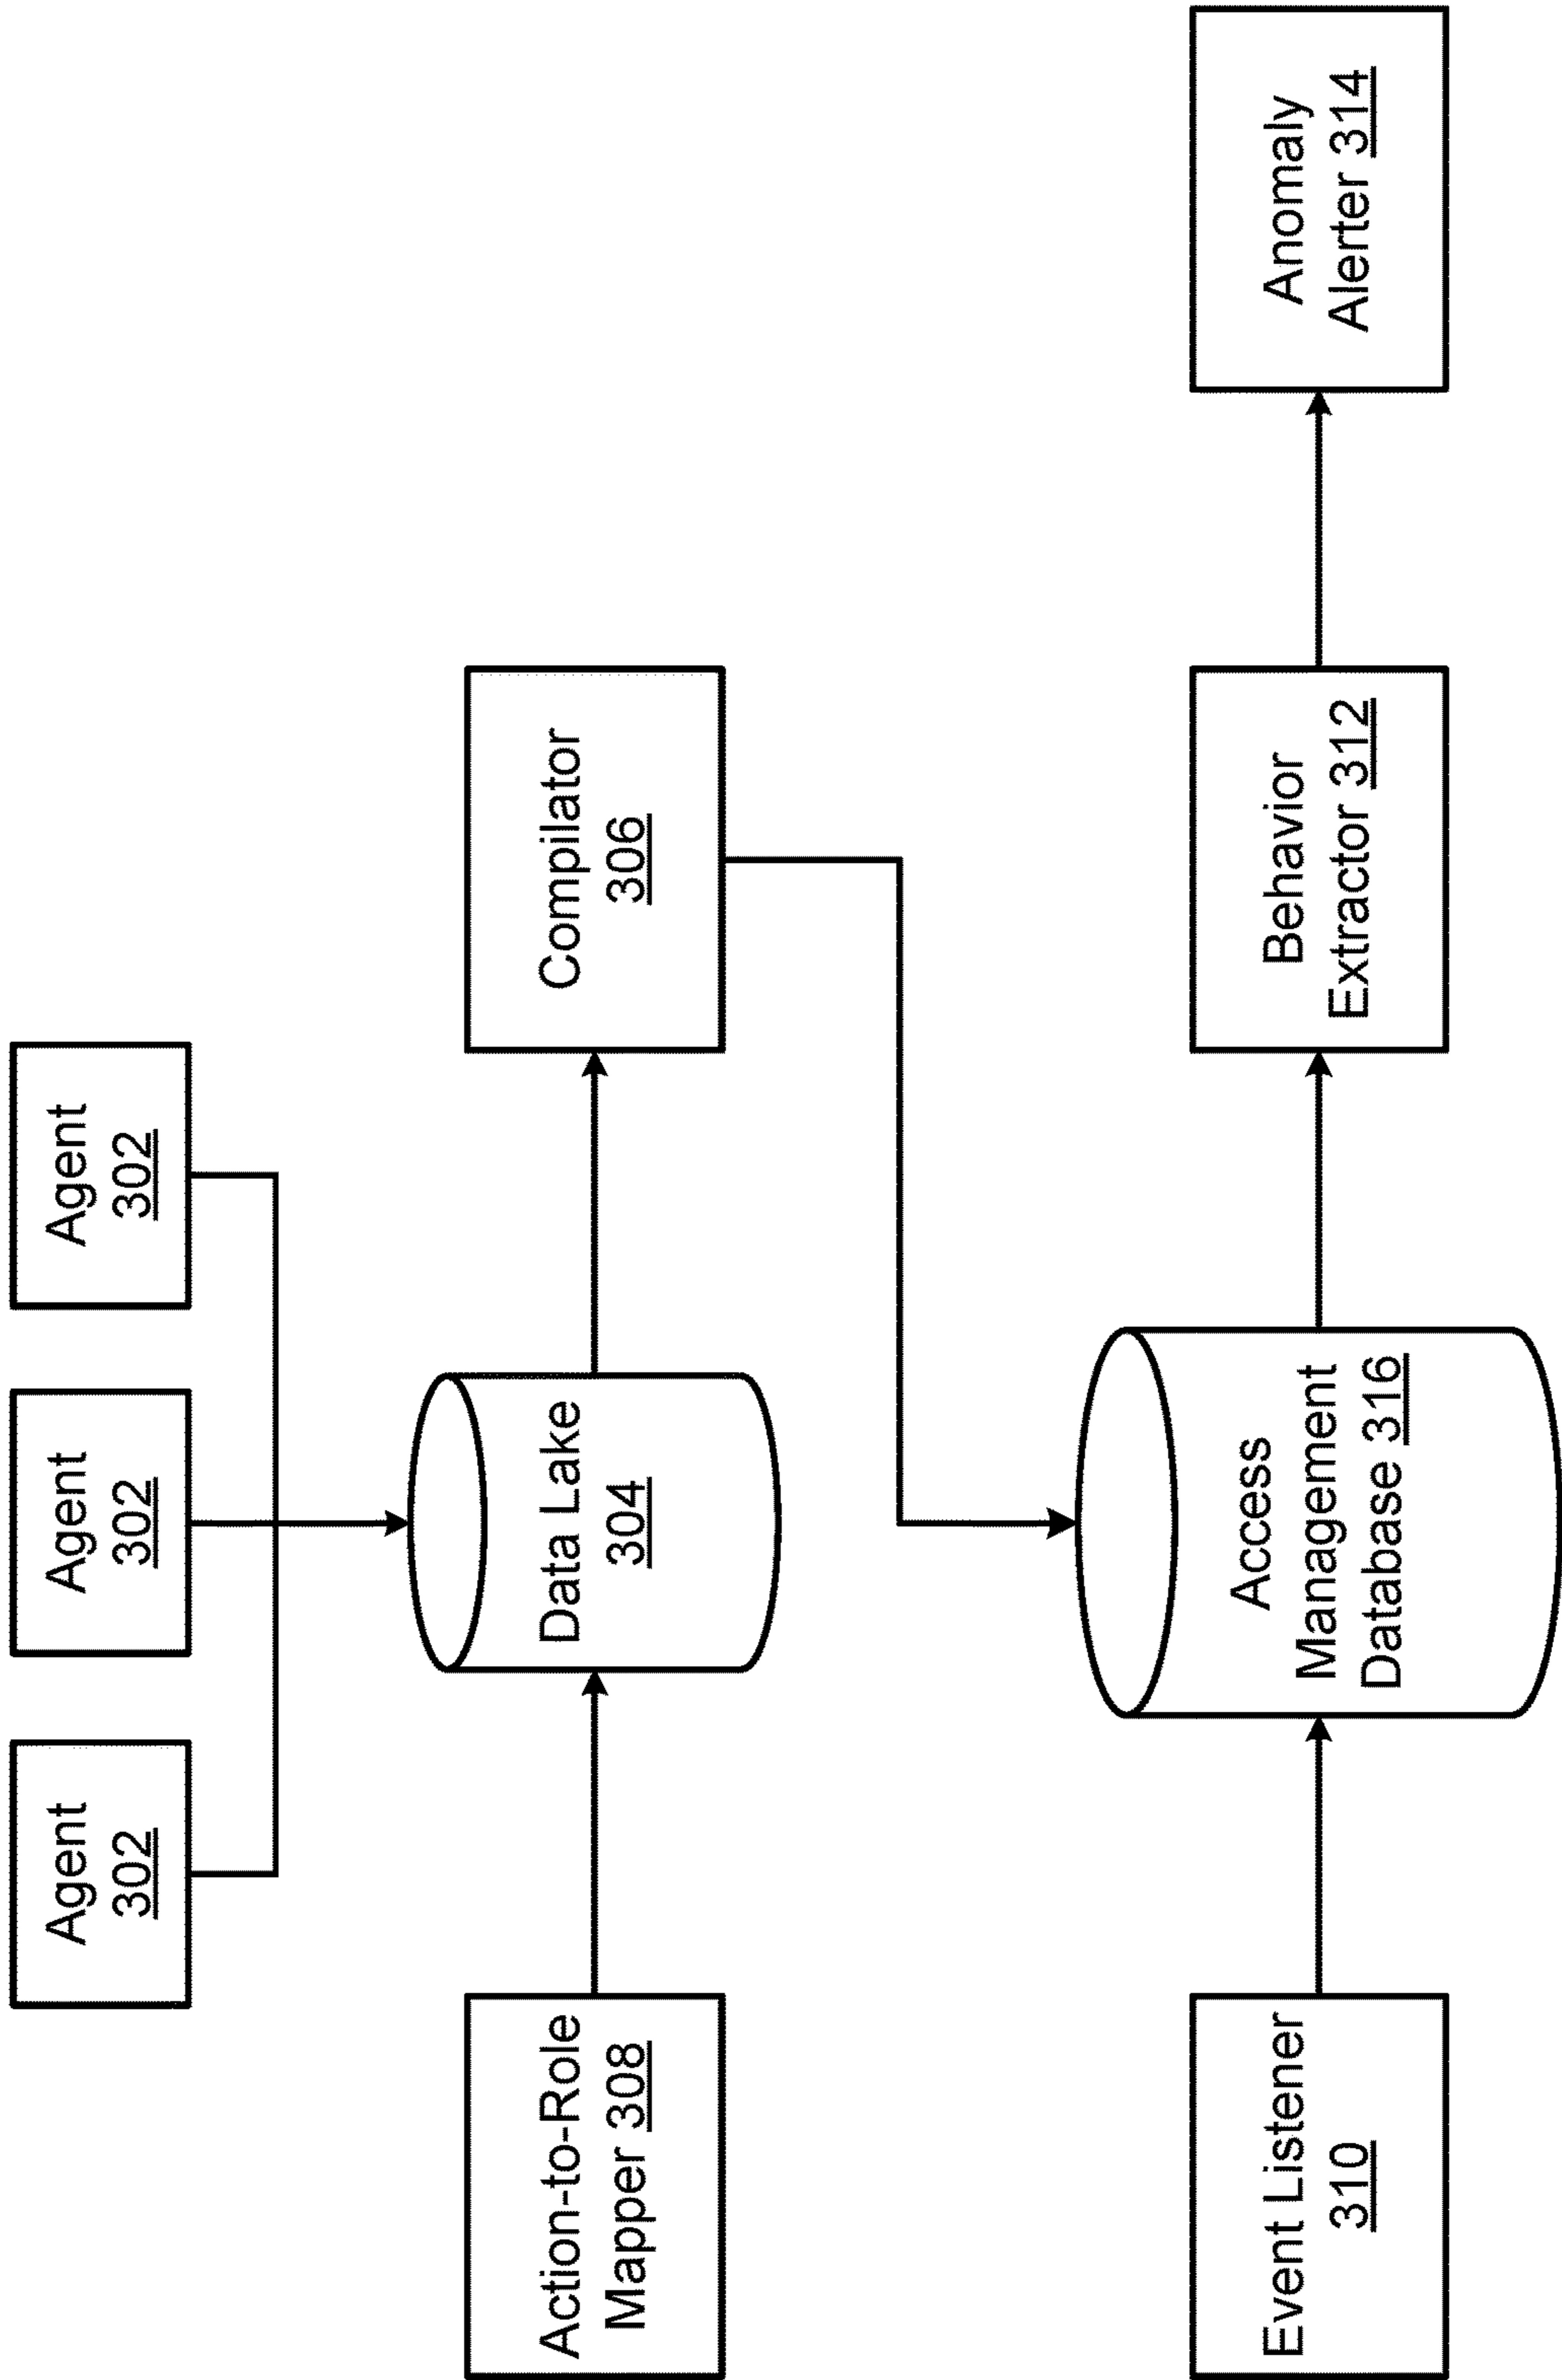 Agent
302
Agent
302
Agent
302
Action-to-Role
Mapper 308
Data Lake
304
Compilator
306
Event Listener
310
Access
Management
Database 316
Behavior
Extractor 312
Anomaly
Alerter 314